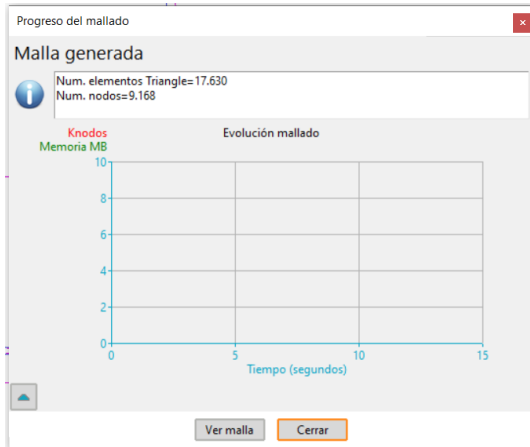 Progreso del mallado
Malla generada
Num. elementos Triangle=17.630
Num. nodos=9.168
Knodos
Memoria MB
Evolución mallado
10
8
6
4
2
0
0 5 10 15
Tiempo (segundos)
Ver malla Cerrar